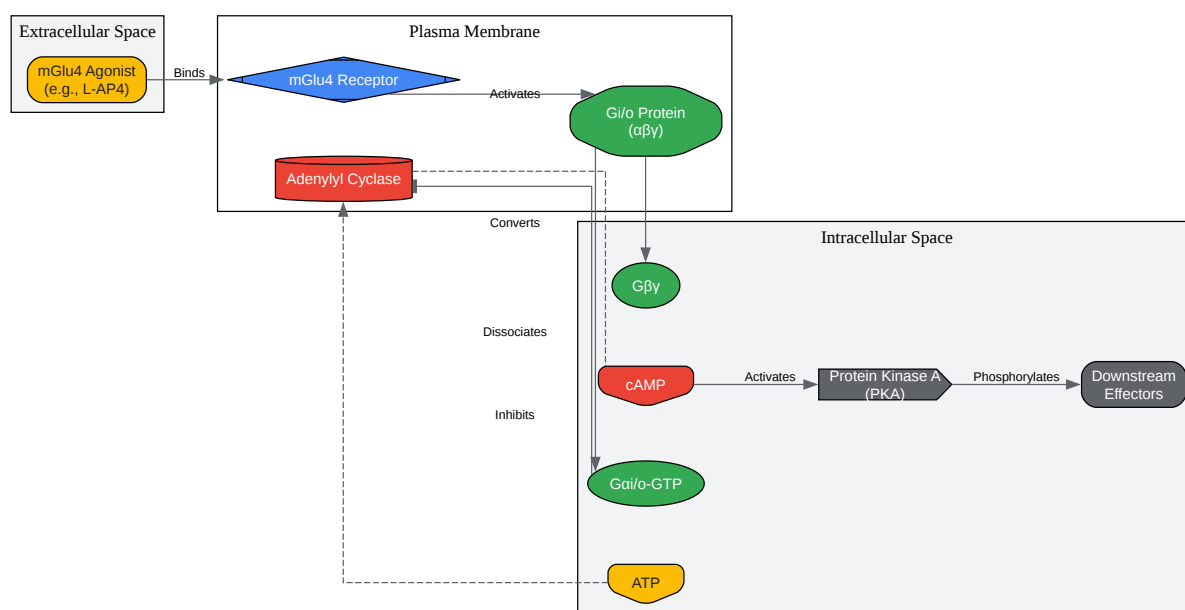 Extracellular Space
mGlu4 Agonist
(e.g., L-AP4)
Binds
Plasma Membrane
mGlu4 Receptor
Activates
Gi/o Protein
(αβγ)
Adenylyl Cyclase
Converts
Intracellular Space
Gβγ
Dissociates
cAMP
Activates
Protein Kinase A
(PKA)
Phosphorylates
Downstream
Effectors
Inhibits
Gαi/o-GTP
ATP